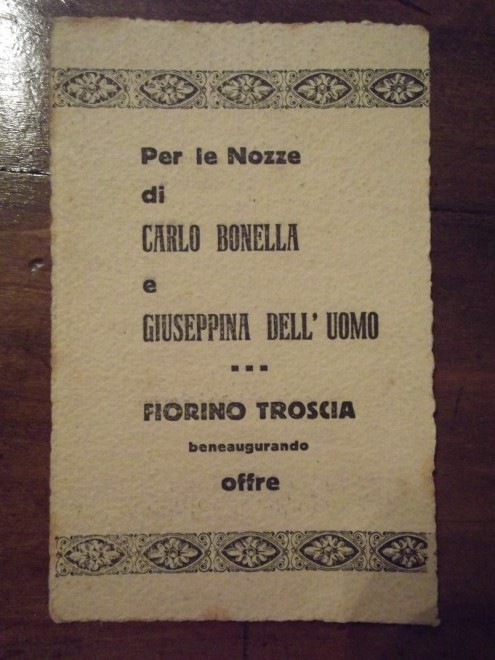 Per le Nozze
di
CARLO BONELLA
e
GIUSEPPINA DELL' UOMO
...
FIORINO TROSCIA
beneaugurando
offre